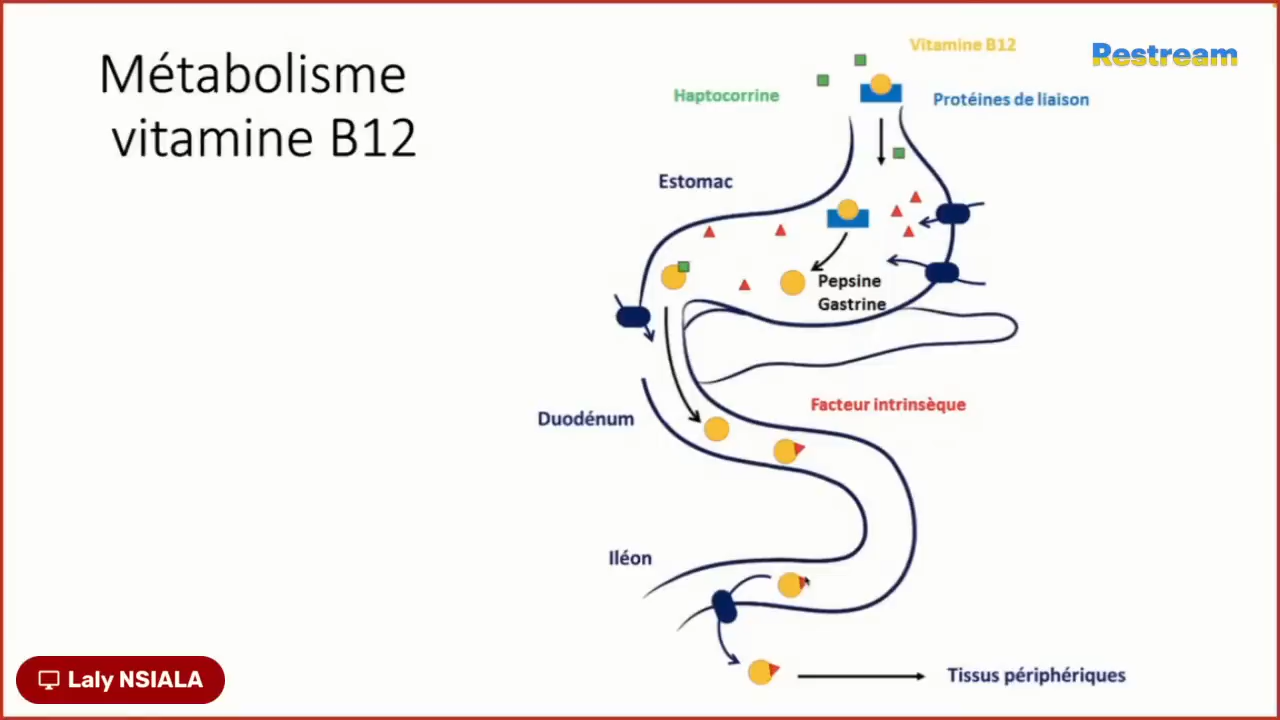 Métabolisme
vitamine B12
Vitamine B12
Restream
Haptocorrine
Protéines de liaison
Estomac
Pepsine
Gastrine
Facteur intrinsèque
Duodénum
Iléon
Tissus périphériques
Laly NSIALA